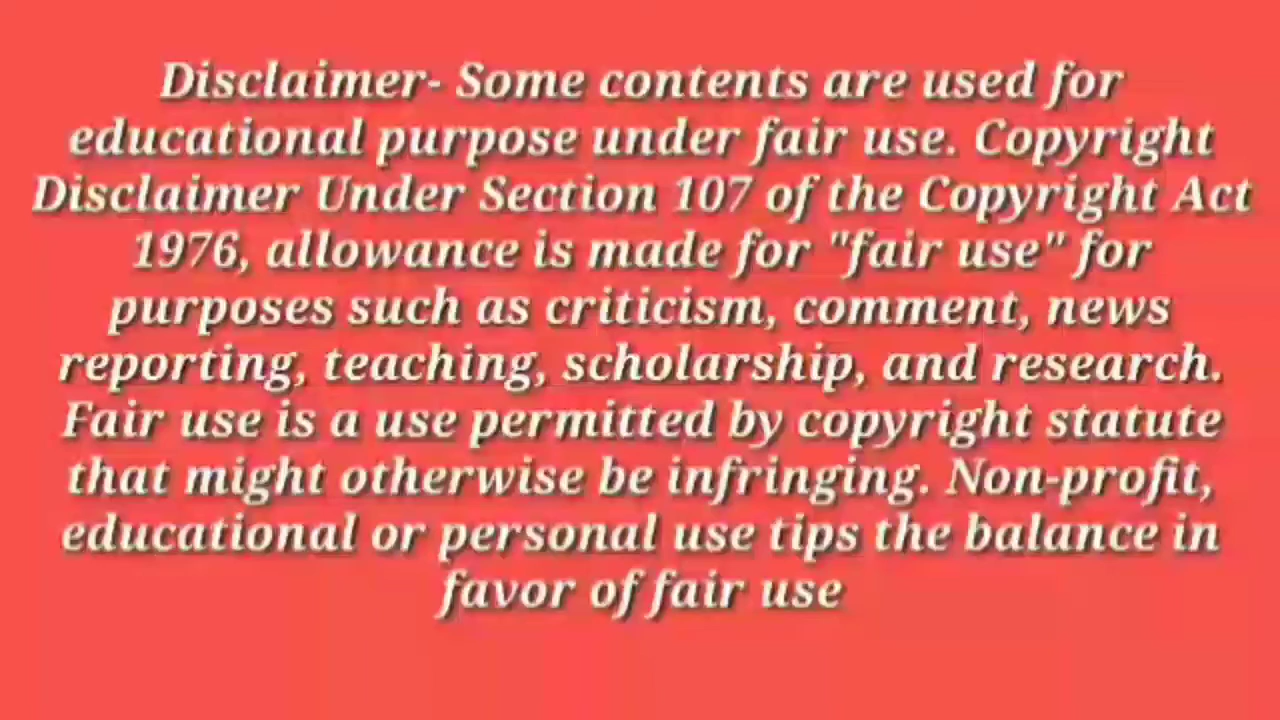 Disclaimer- Some contents are used for
educational purpose under fair use. Copyright
Disclaimer Under Section 107 of the Copyright Act
1976, allowance is made for "fair use" for
purposes such as criticism, comment, news
reporting, teaching, scholarship, and research.
Fair use is a use permitted by copyright statute
that might otherwise be infringing. Non-profit,
educational or personal use tips the balance in
favor of fair use